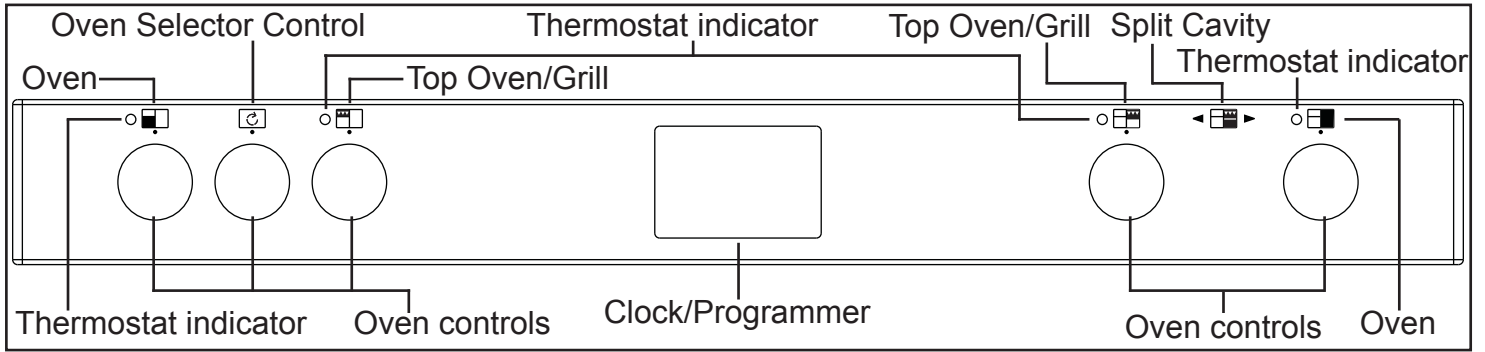 Oven Selector Control
Thermostat indicator
Top Oven/Grill
Split Cavity
Thermostat indicator
Oven
Top Oven/Grill
Thermostat indicator
Oven controls
Clock/Programmer
Oven controls
Oven